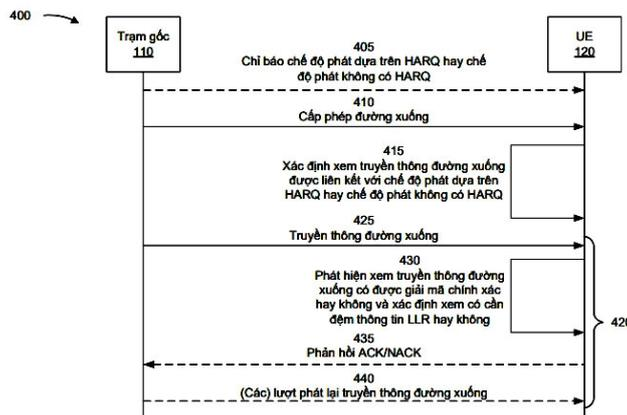 400
Trạm gốc
110
UE
120
405
Chỉ báo chế độ phát dựa trên HARQ hay chế
độ phát không có HARQ
410
Cấp phép đường xuống
415
Xác định xem truyền thông đường xuống
được liên kết với chế độ phát dựa trên
HARQ hay chế độ phát không có HARQ
425
Truyền thông đường xuống
430
Phát hiện xem truyền thông đường
xuống có được giải mã chính xác
hay không và xác định xem có cần
đệm thông tin LLR hay không
420
435
Phản hồi ACK/NACK
440
(Các) lượt phát lại truyền thông đường xuống